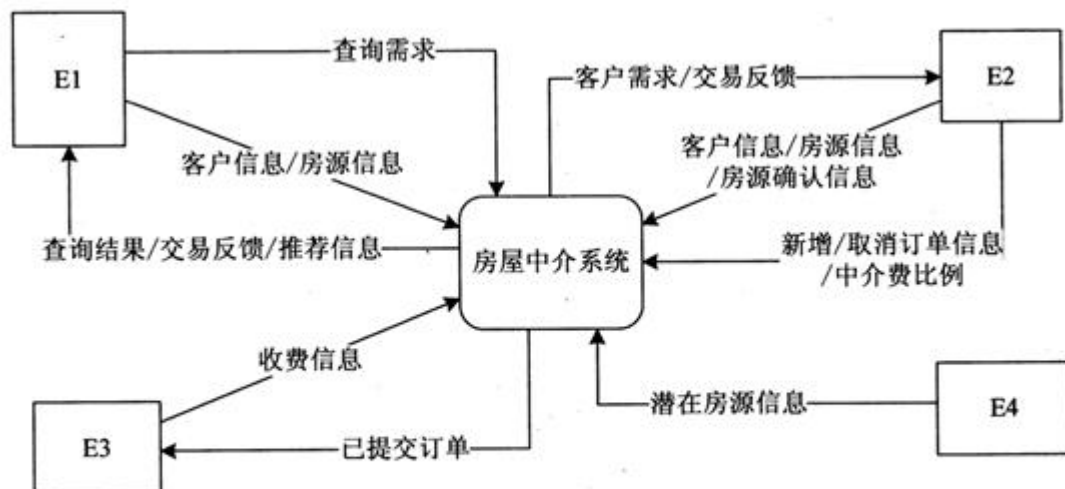 E1
查询需求
客户需求/交易反馈
E2
客户信息/房源信息
客户信息/房源信息
/房源确认信息
查询结果/交易反馈/推荐信息
房屋中介系统
新增/取消订单信息
/中介费比例
收费信息
潜在房源信息
E4
E3
已提交订单